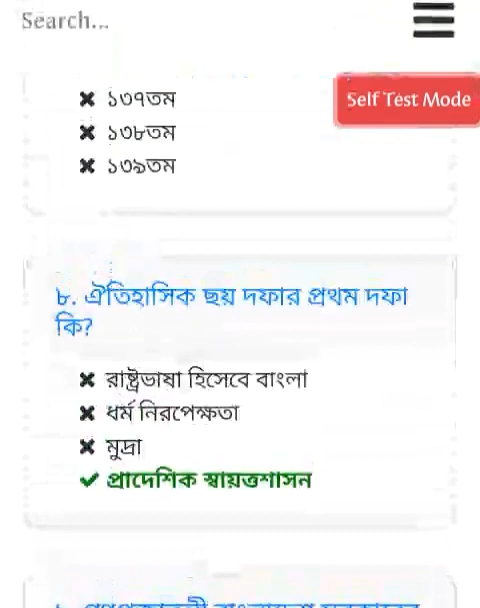 Search...
১৩৭তম
Self Test Mode
১৩৮তম
১৩৯তম
৮. ঐতিহাসিক ছয় দফার প্রথম দফা
কি?
রাষ্ট্রভাষা হিসেবে বাংলা
ধর্ম নিরপেক্ষতা
মুদ্রা
প্রাদেশিক স্বায়ত্তশাসন